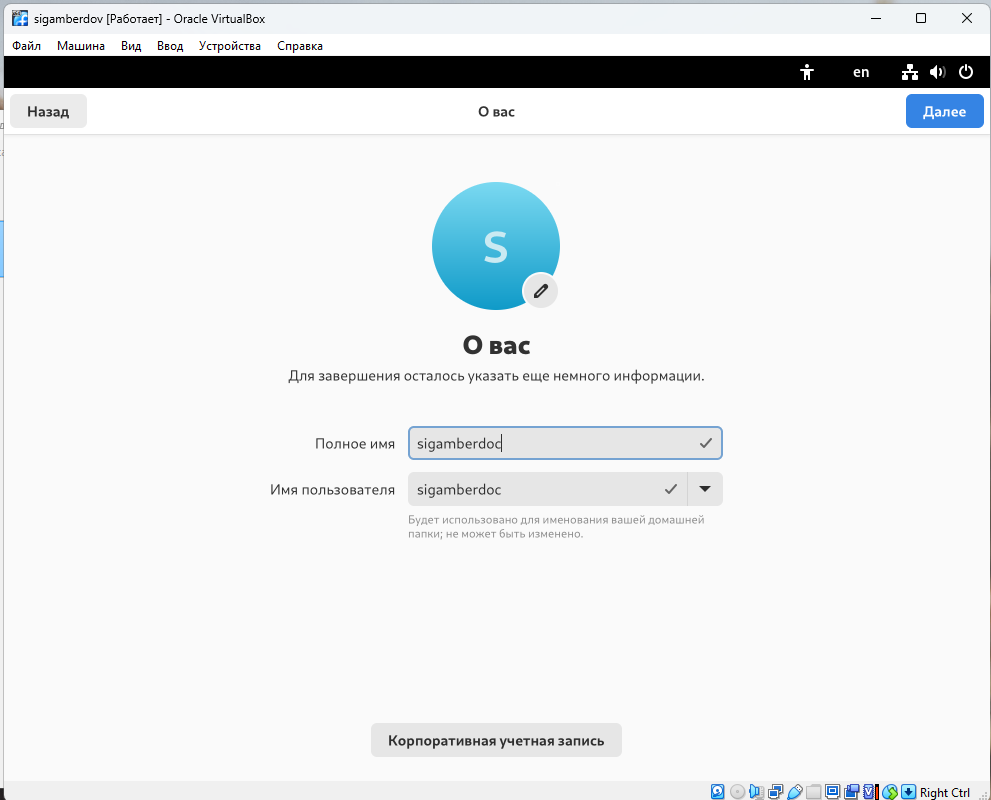 sigamberdov [Работает] - Oracle VirtualBox
Файл Машина Вид Ввод Устройства Справка
en
Назад О вас Далее
S
О вас
Для завершения осталось указать еще немного информации.
Полное имя sigamberdoc
Имя пользователя sigamberdoc
Будет использовано для именования вашей домашней
папки; не может быть изменено.
Корпоративная учетная запись
Right Ctrl